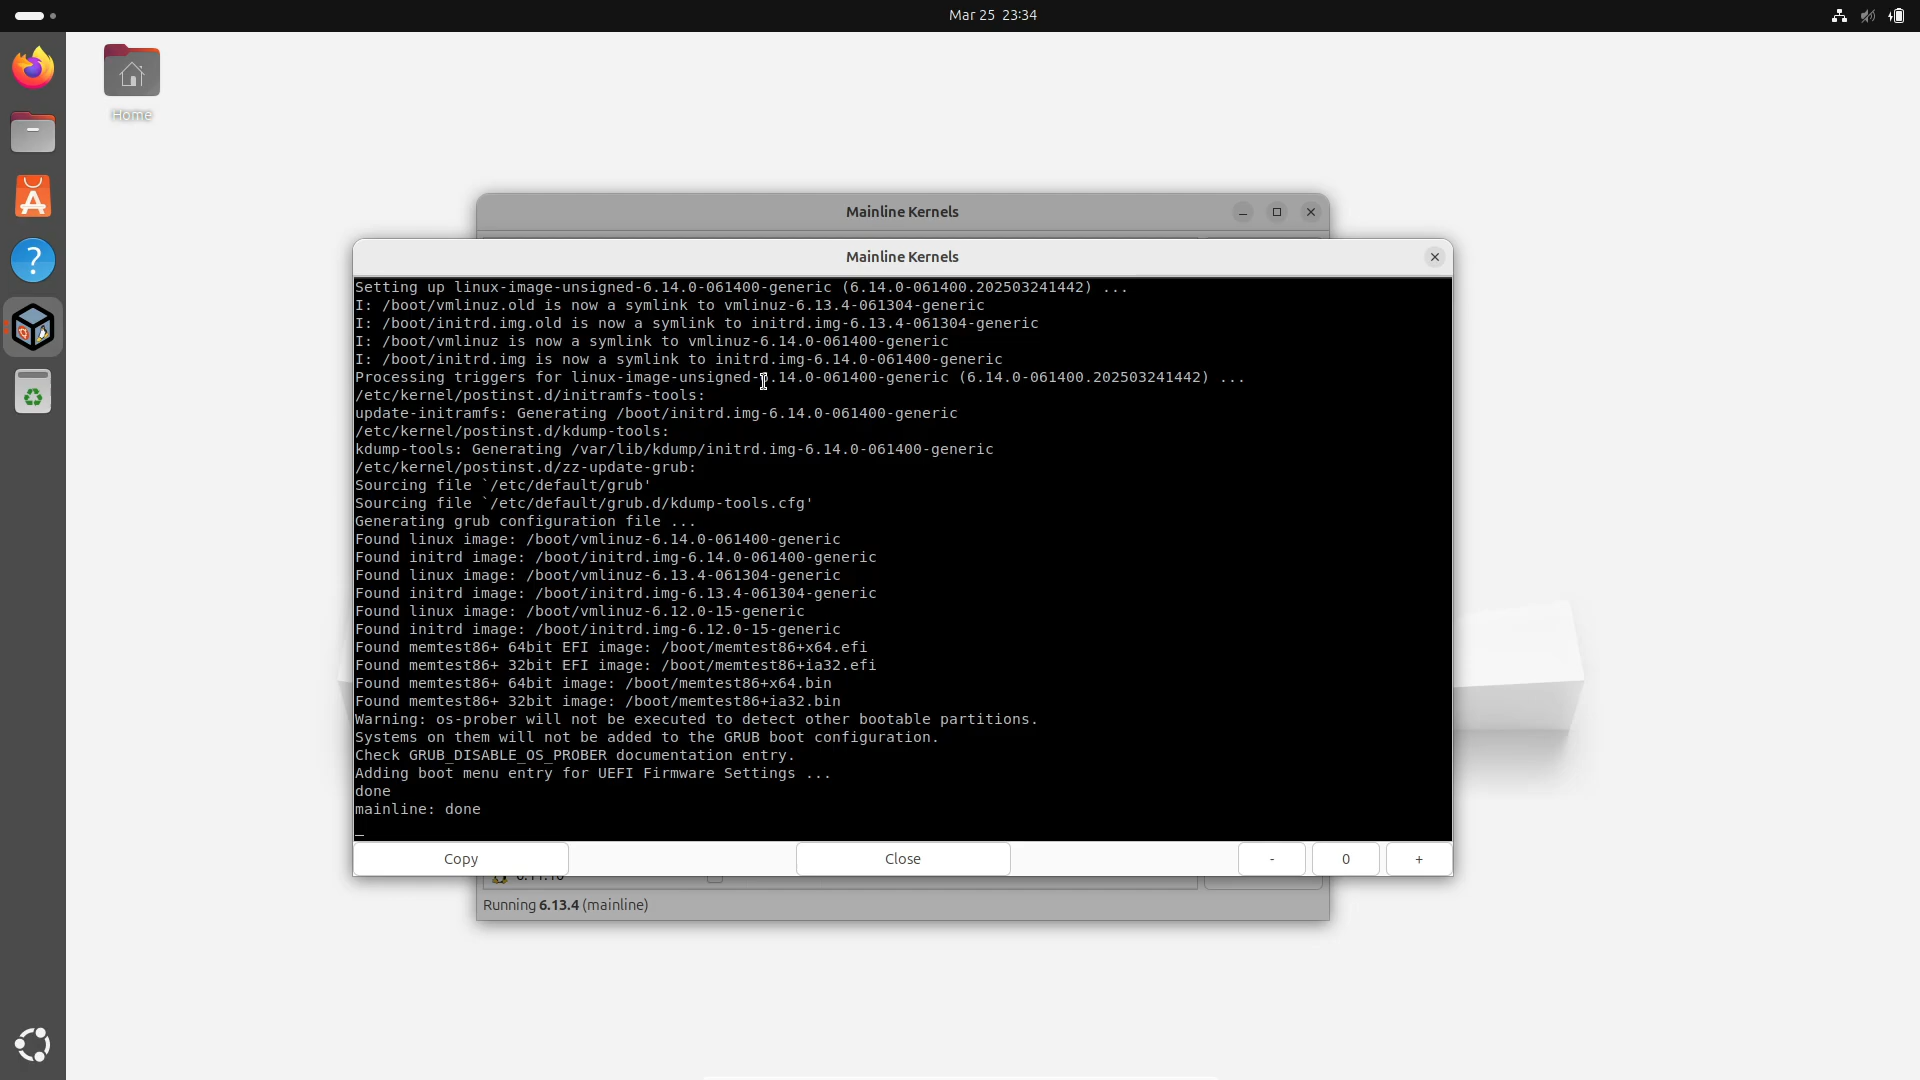 Mar 25 23:34
Home
Mainline Kernels
Mainline Kernels
Setting up linux-image-unsigned-6.14.0-061400-generic (6.14.0-061400.202503241442) ...
I: /boot/vmlinuz.old is now a symlink to vmlinuz-6.13.4-061304-generic
I: /boot/initrd.img.old is now a symlink to initrd.img-6.13.4-061304-generic
I: /boot/vmlinuz is now a symlink to vmlinuz-6.14.0-061400-generic
I: /boot/initrd.img is now a symlink to initrd.img-6.14.0-061400-generic
Processing triggers for linux-image-unsigned-6.14.0-061400-generic (6.14.0-061400.202503241442) ...
/etc/kernel/postinst.d/initramfs-tools:
update-initramfs: Generating /boot/initrd.img-6.14.0-061400-generic
/etc/kernel/postinst.d/kdump-tools:
kdump-tools: Generating /var/lib/kdump/initrd.img-6.14.0-061400-generic
/etc/kernel/postinst.d/zz-update-grub:
Sourcing file `/etc/default/grub'
Sourcing file `/etc/default/grub.d/kdump-tools.cfg'
Generating grub configuration file ...
Found linux image: /boot/vmlinuz-6.14.0-061400-generic
Found initrd image: /boot/initrd.img-6.14.0-061400-generic
Found linux image: /boot/vmlinuz-6.13.4-061304-generic
Found initrd image: /boot/initrd.img-6.13.4-061304-generic
Found linux image: /boot/vmlinuz-6.12.0-15-generic
Found initrd image: /boot/initrd.img-6.12.0-15-generic
Found memtest86+ 64bit EFI image: /boot/memtest86+x64.efi
Found memtest86+ 32bit EFI image: /boot/memtest86+ia32.efi
Found memtest86+ 64bit image: /boot/memtest86+x64.bin
Found memtest86+ 32bit image: /boot/memtest86+ia32.bin
Warning: os-prober will not be executed to detect other bootable partitions.
Systems on them will not be added to the GRUB boot configuration.
Check GRUB_DISABLE_OS_PROBER documentation entry.
Adding boot menu entry for UEFI Firmware Settings ...
done
mainline: done
Copy Close - 0 +
Running 6.13.4 (mainline)